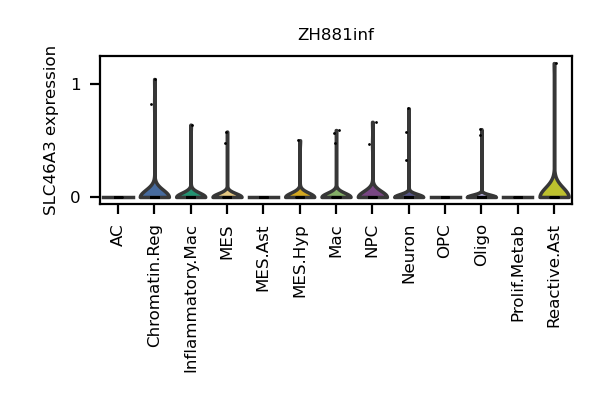 ZH881inf
SLC46A3 expression
1
0
AC
Chromatin.Reg
Inflammatory.Mac
MES
MES.Ast
MES.Hyp
Mac
NPC
Neuron
OPC
Oligo
Prolif.Metab
Reactive.Ast